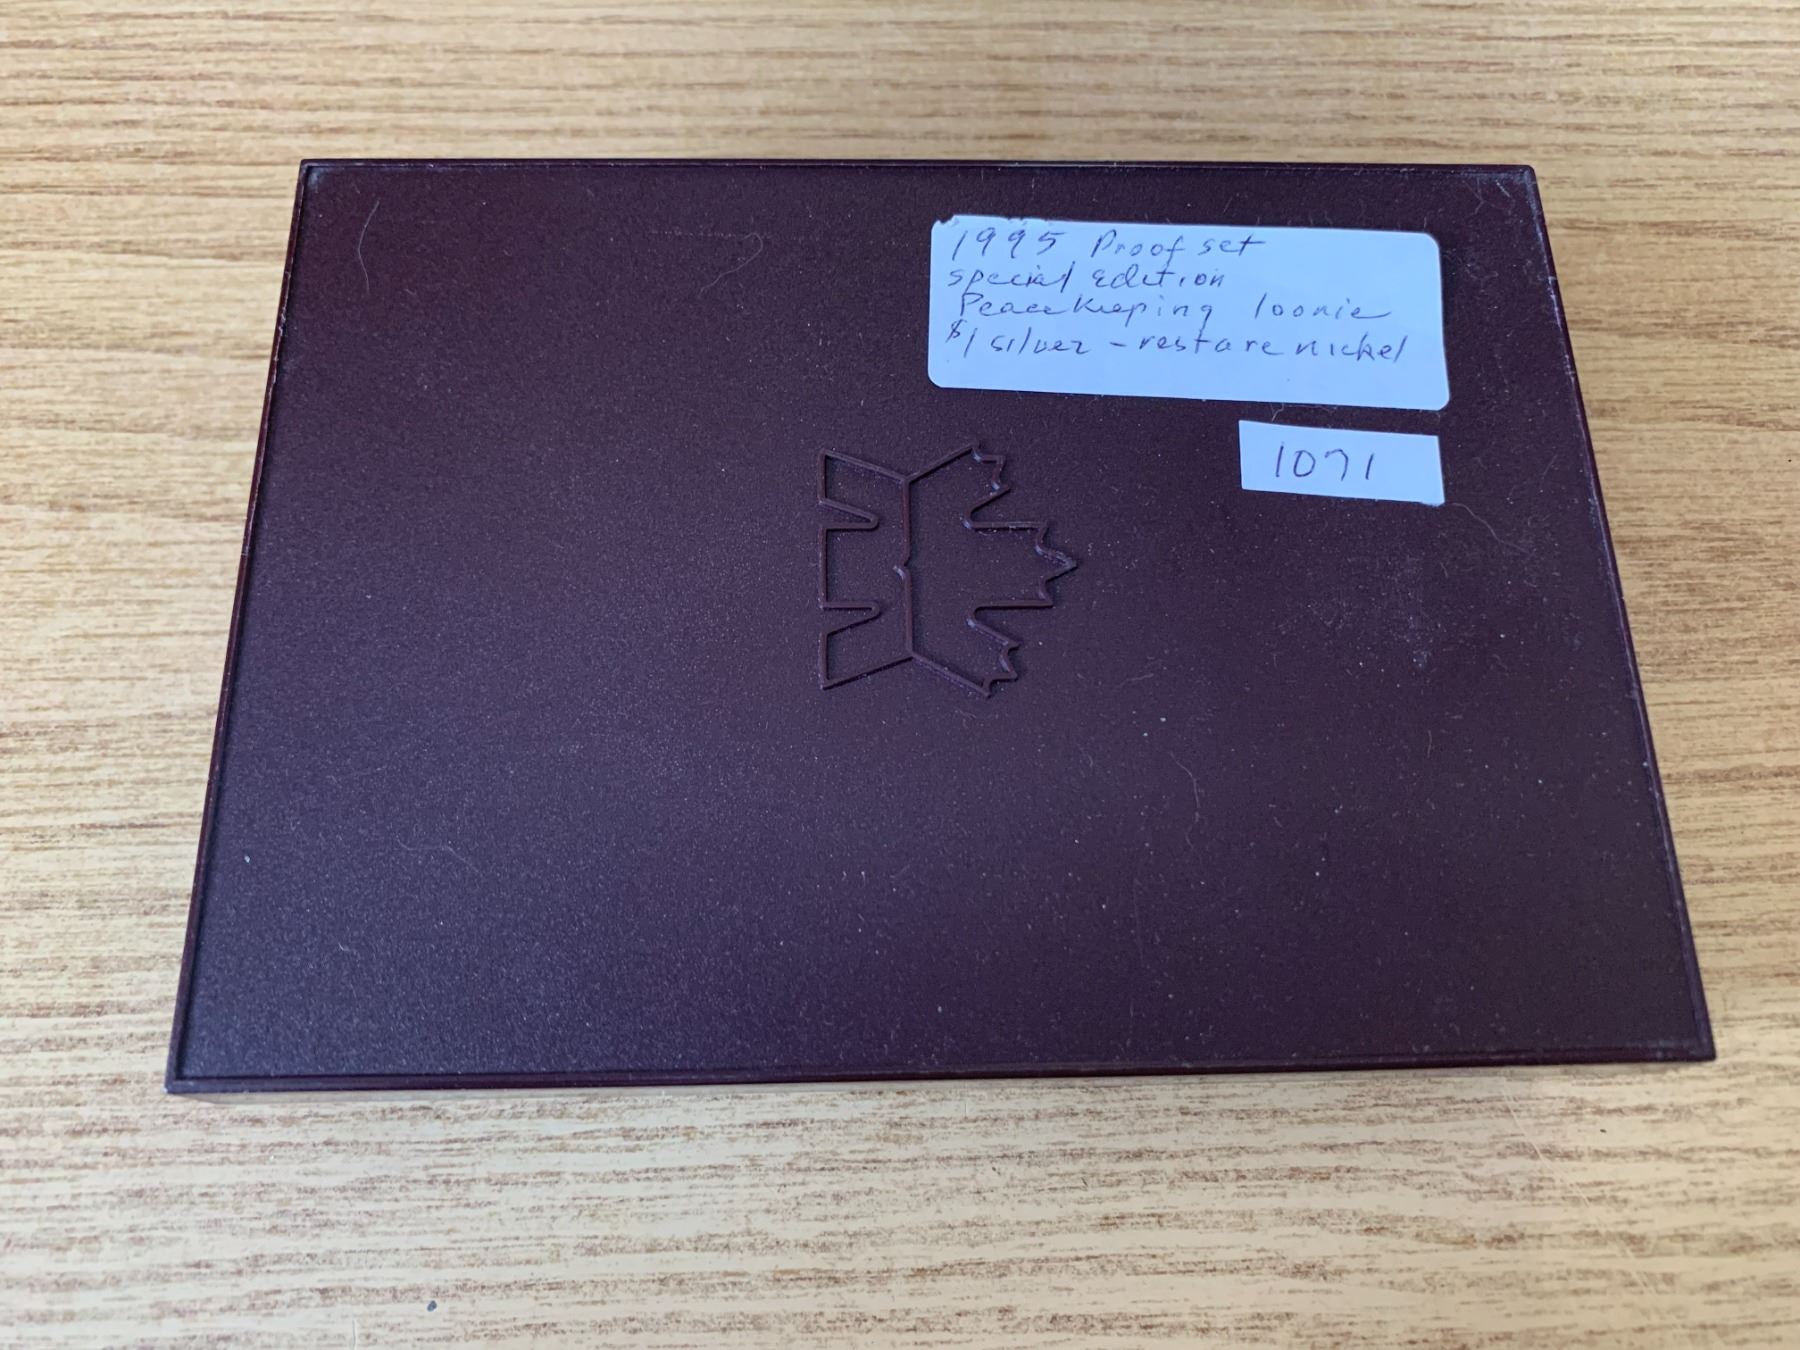 1995 Proof set
special edition
Peacekeeping loonie
$1 silver - rest are nickel
1071